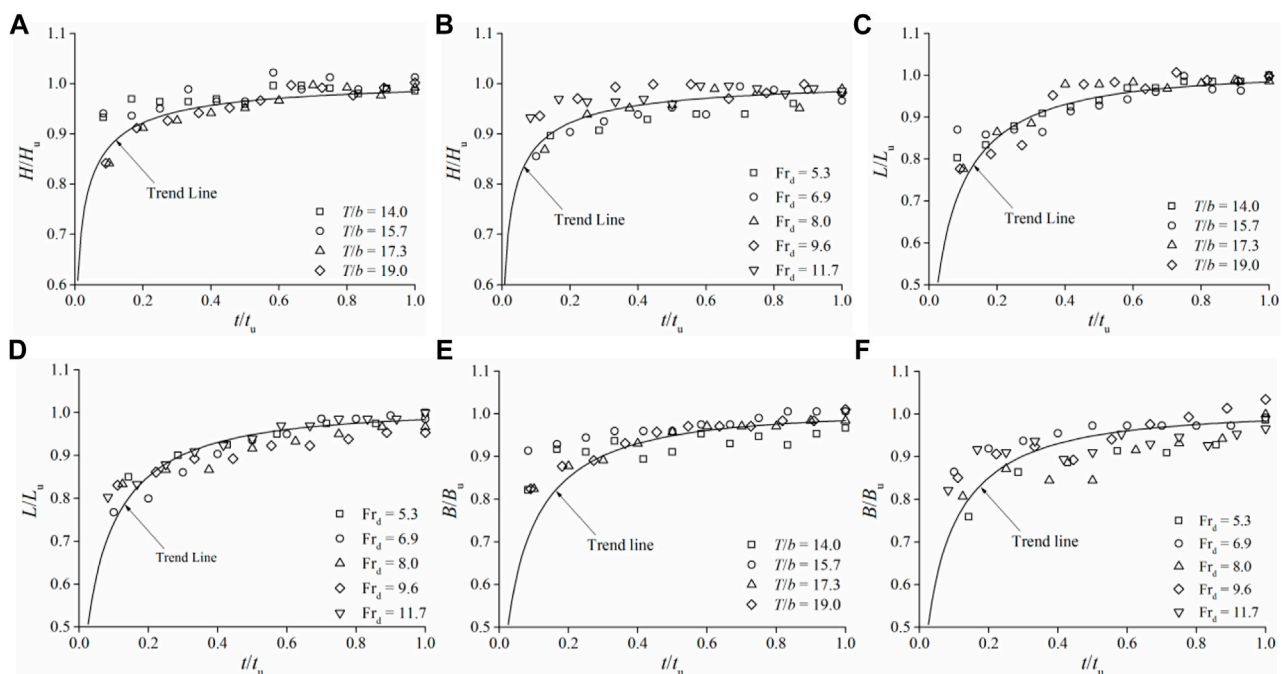 A
1.1
1.0
0.9
0.8
0.7
0.6
H/Hu
0.0 0.2 0.4 0.6 0.8 1.0
t/tu
Trend Line
T/b = 14.0
T/b = 15.7
T/b = 17.3
T/b = 19.0
B
1.1
1.0
0.9
0.8
0.7
0.6
H/Hu
0.0 0.2 0.4 0.6 0.8 1.0
t/tu
Trend Line
Frd = 5.3
Frd = 6.9
Frd = 8.0
Frd = 9.6
Frd = 11.7
C
1.1
1.0
0.9
0.8
0.7
0.6
0.5
L/Lu
0.0 0.2 0.4 0.6 0.8 1.0
t/tu
Trend Line
T/b = 14.0
T/b = 15.7
T/b = 17.3
T/b = 19.0
D
1.1
1.0
0.9
0.8
0.7
0.6
0.5
L/Lu
0.0 0.2 0.4 0.6 0.8 1.0
t/tu
Trend Line
Frd = 5.3
Frd = 6.9
Frd = 8.0
Frd = 9.6
Frd = 11.7
E
1.1
1.0
0.9
0.8
0.7
0.6
0.5
B/Bu
0.0 0.2 0.4 0.6 0.8 1.0
t/tu
Trend line
T/b = 14.0
T/b = 15.7
T/b = 17.3
T/b = 19.0
F
1.1
1.0
0.9
0.8
0.7
0.6
0.5
B/Bu
0.0 0.2 0.4 0.6 0.8 1.0
t/tu
Trend line
Frd = 5.3
Frd = 6.9
Frd = 8.0
Frd = 9.6
Frd = 11.7